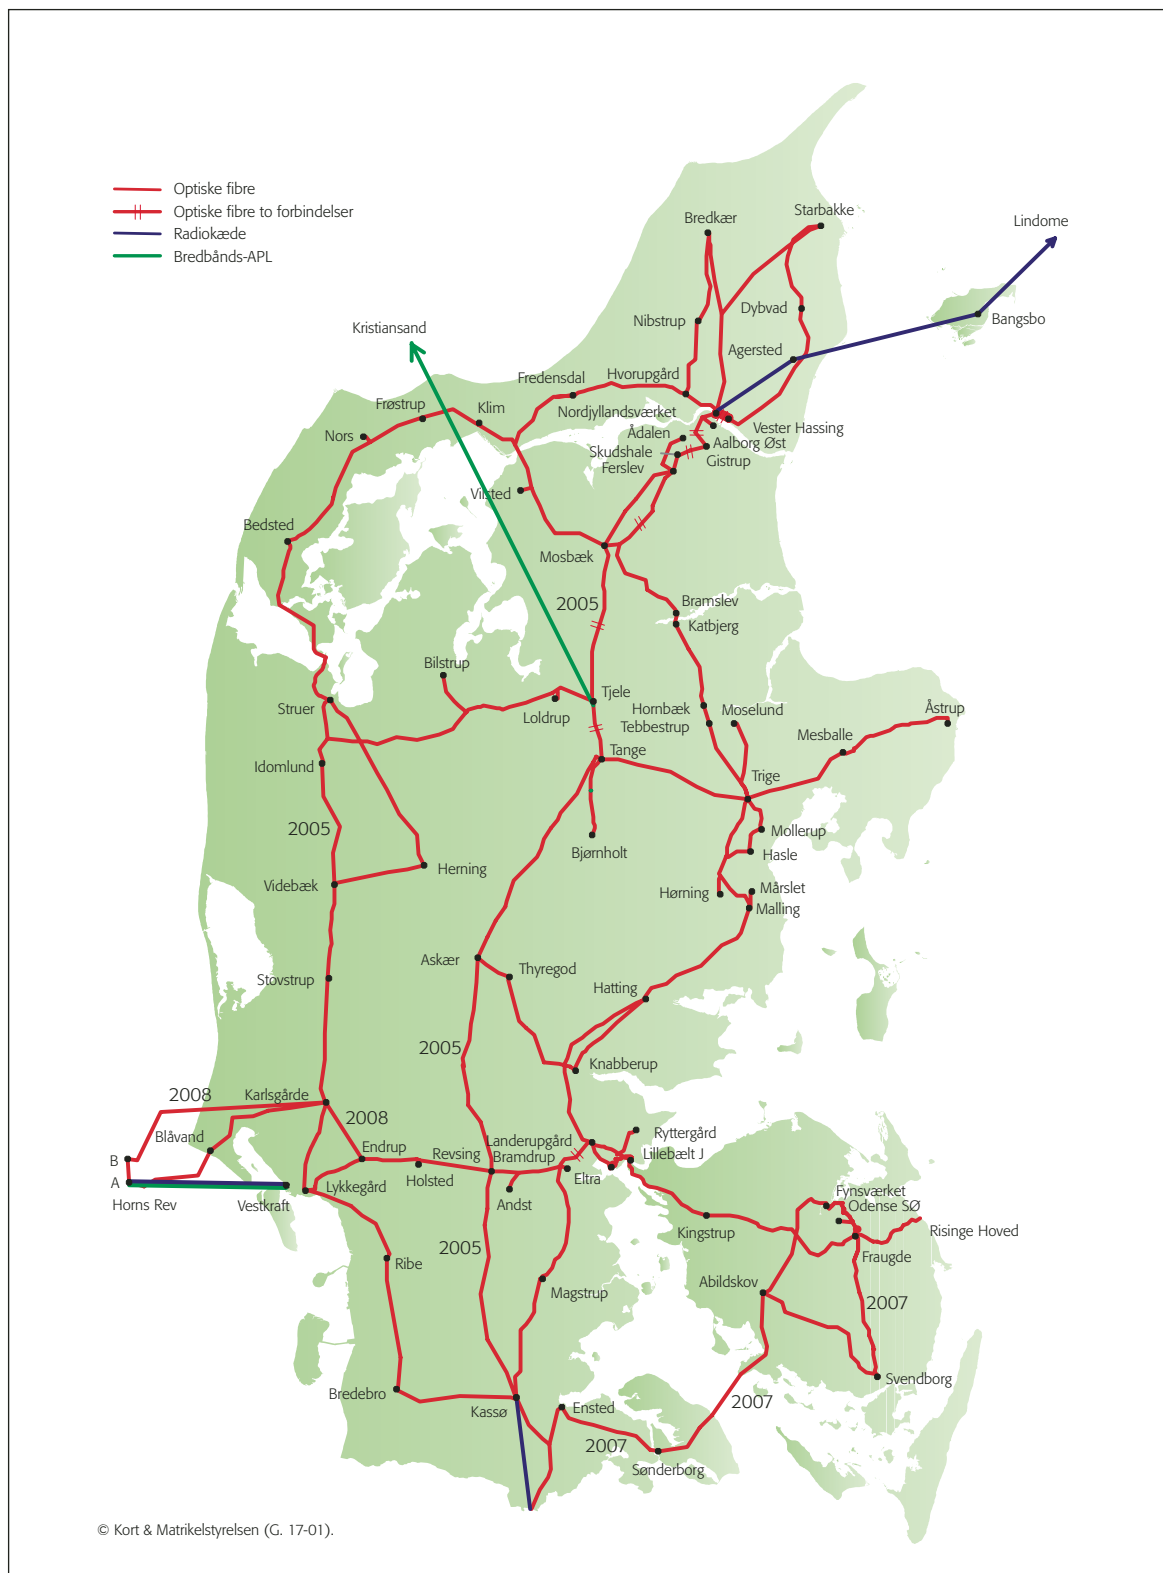 Optiske fibre
Optiske fibre to forbindelser
Radiokæde
Bredbånds-APL
Bredkær
Starbakke
Lindome
Nibstrup
Dybvad
Bangsbo
Kristiansand
Agersted
Fredensdal
Hvorupgård
Frøstrup
Klim
Nordjyllandsværket
Nors
Ådalen
Vester Hassing
Aalborg Øst
Skudshale
Gistrup
Ferslev
Vilsted
Bedsted
Mosbæk
2005
Bramslev
Katbjerg
Bilstrup
Tjele
Struer
Loldrup
Hornbæk
Moselund
Åstrup
Tebbestrup
Mesballe
Tange
Idomlund
Trige
2005
Mollerup
Bjørnholt
Hasle
Herning
Videbæk
Hørning
Mårslet
Malling
Askær
Thyregod
Stovstrup
Hatting
2005
Knabberup
2008
Karlsgårde
2008
Blåvand
Ryttergård
Landerupgård
Endrup
Revsing
Bramdrup
Lillebælt J
B
A
Holsted
Eltra
Lykkegård
Horns Rev
Vestkraft
Andst
Fynsværket
Odense SØ
Kingstrup
Risinge Hoved
2005
Fraugde
Ribe
Abildskov
Magstrup
2007
Svendborg
Bredebro
2007
Kassø
Ensted
2007
Sønderborg
© Kort & Matrikelstyrelsen (G. 17-01).